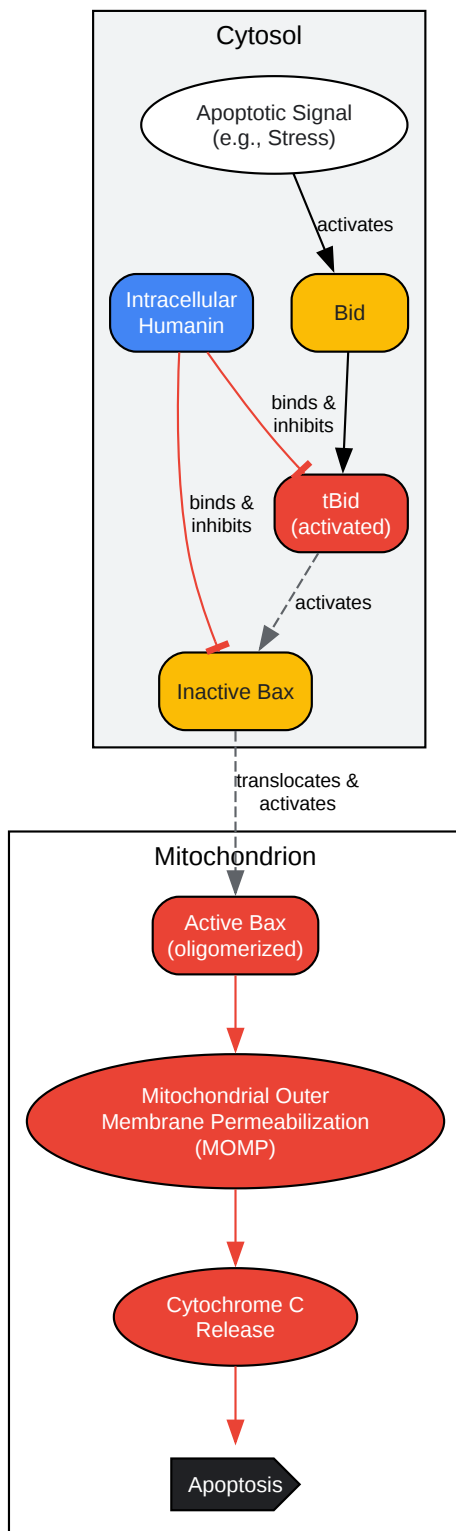 Cytosol
Apoptotic Signal
(e.g., Stress)
activates
Intracellular
Humanin
Bid
binds &
inhibits
tBid
(activated)
binds &
inhibits
activates
Inactive Bax
translocates &
activates
Mitochondrion
Active Bax
(oligomerized)
Mitochondrial Outer
Membrane Permeabilization
(MOMP)
Cytochrome C
Release
Apoptosis